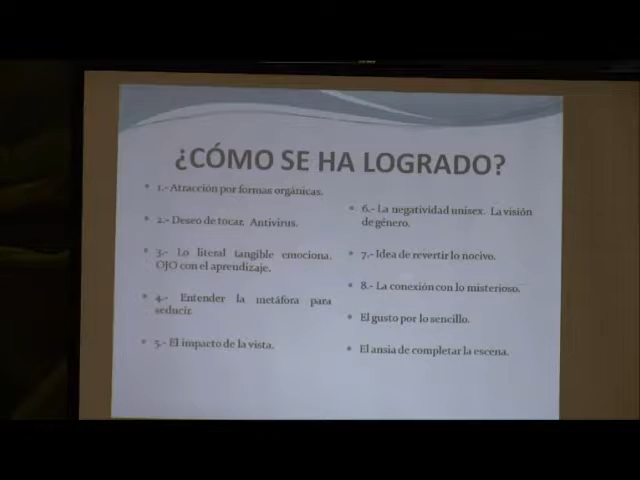 ¿CÓMO SE HA LOGRADO?
1.- Atracción por formas orgánicas.
2.- Deseo de tocar. Antivirus.
3.- Lo literal tangible emociona.
OJO con el aprendizaje.
4.- Entender la metáfora para
seducir.
5.- El impacto de la vista.
6.- La negatividad unisex. La visión
de género.
7.- Idea de revertir lo nocivo.
8.- La conexión con lo misterioso.
El gusto por lo sencillo.
El ansia de completar la escena.